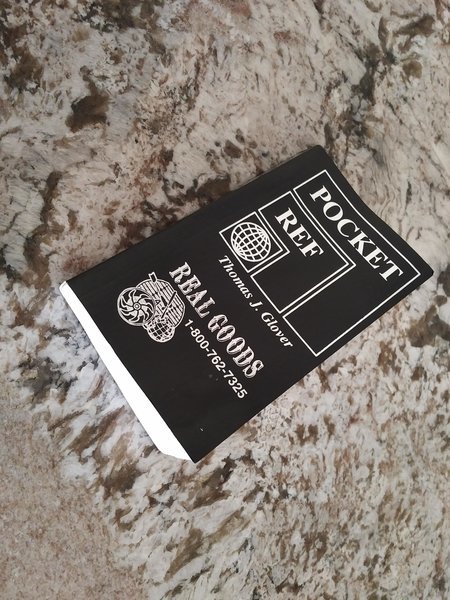 POCKET
REF
Thomas J. Glover
REAL GOODS
1-800-762-7325